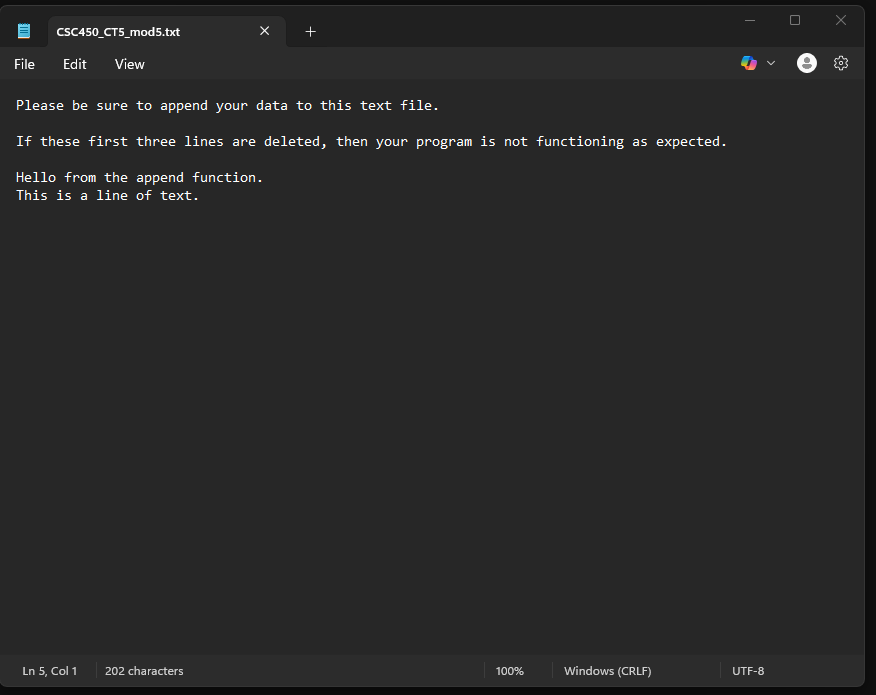 CSC450_CT5_mod5.txt
File Edit View
Please be sure to append your data to this text file.
If these first three lines are deleted, then your program is not functioning as expected.
Hello from the append function.
This is a line of text.
Ln 5, Col 1 202 characters 100% Windows (CRLF) UTF-8